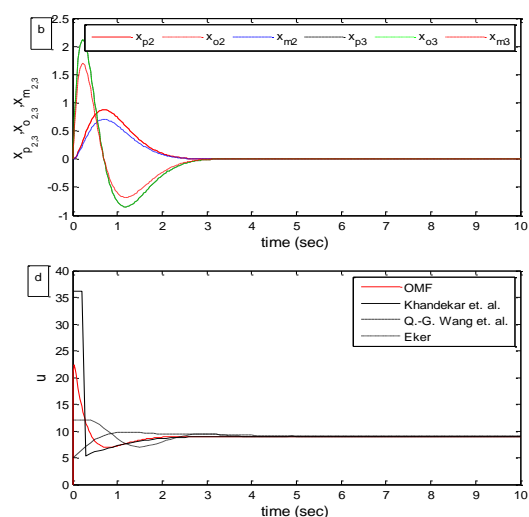 b
x_p2 x_o2 x_m2 x_p3 x_o3 x_m3
x_p2,3 ,x_o2,3 ,x_m2,3
2.5
2
1.5
1
0.5
0
-0.5
-1
0 1 2 3 4 5 6 7 8 9 10
time (sec)
d
OMF
Khandekar et. al.
Q.-G. Wang et. al.
Eker
u
40
35
30
25
20
15
10
5
0
0 1 2 3 4 5 6 7 8 9 10
time (sec)